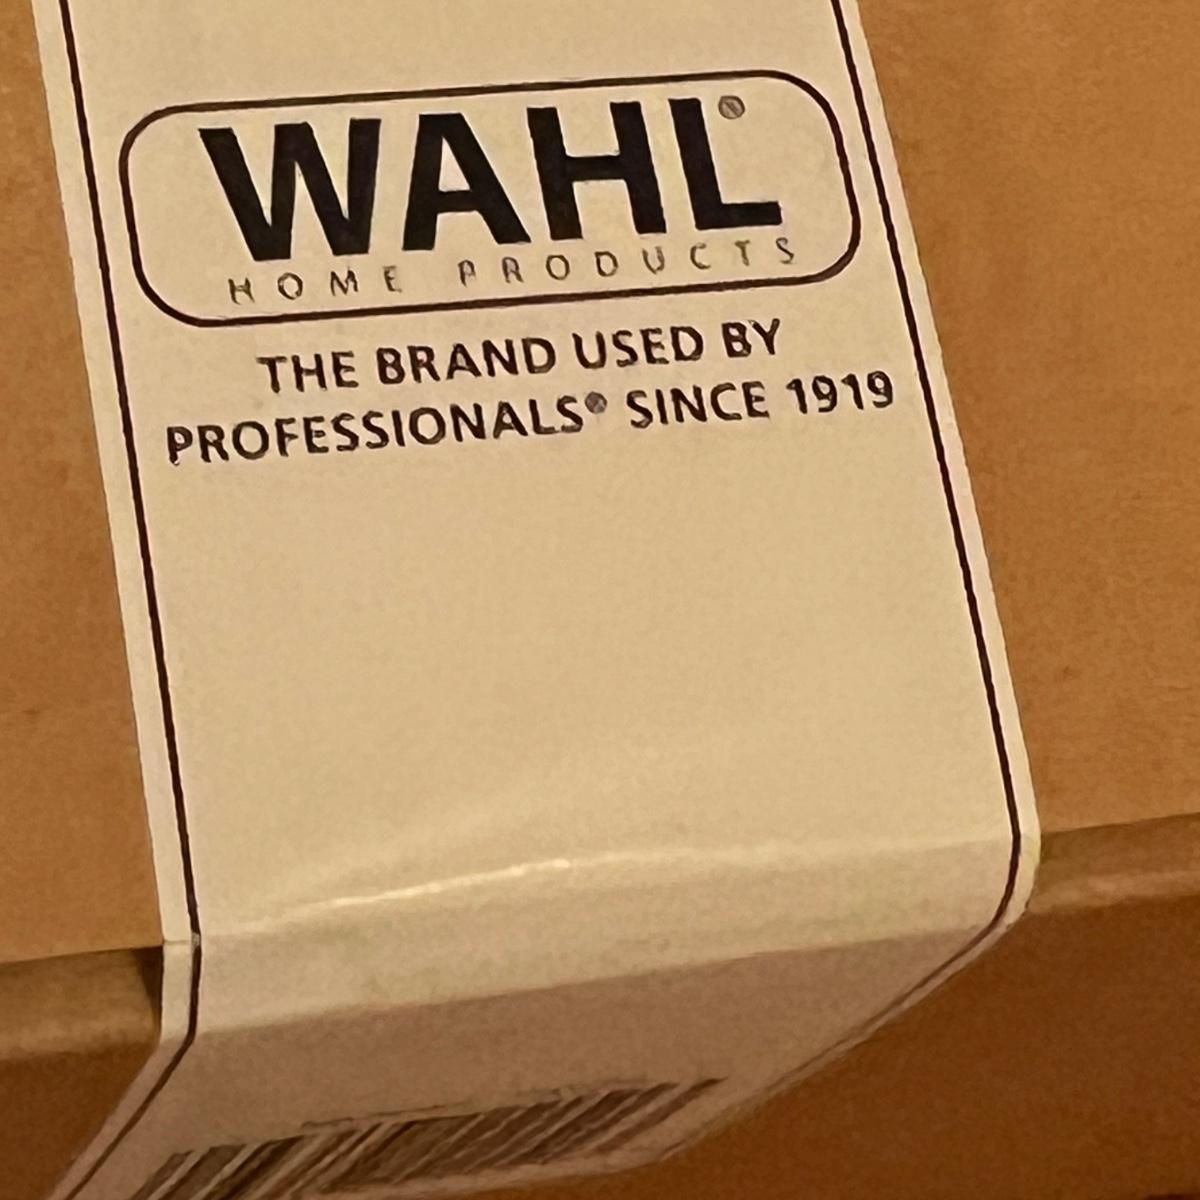 WAHL®
HOME PRODUCTS
THE BRAND USED BY
PROFESSIONALS® SINCE 1919